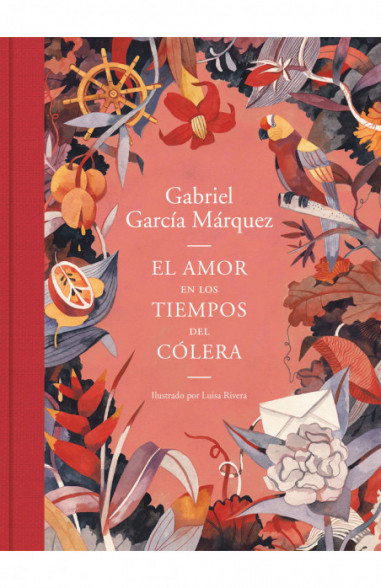 Gabriel
García Márquez
EL AMOR
EN LOS
TIEMPOS
DEL
CÓLERA
Ilustrado por Luisa Rivera